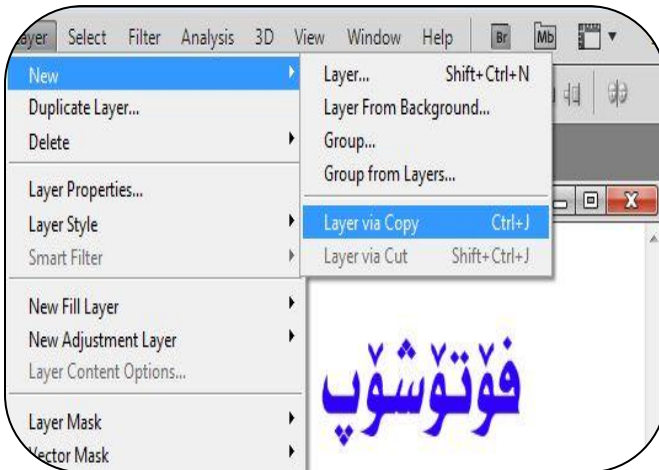 Layer Select Filter Analysis 3D View Window Help Br Mb
New
Duplicate Layer...
Delete
Layer Properties...
Layer Style
Smart Filter
New Fill Layer
New Adjustment Layer
Layer Content Options...
Layer Mask
Vector Mask
Layer... Shift+Ctrl+N
Layer From Background...
Group...
Group from Layers...
Layer via Copy Ctrl+J
Layer via Cut Shift+Ctrl+J
فۆتۆشۆپ